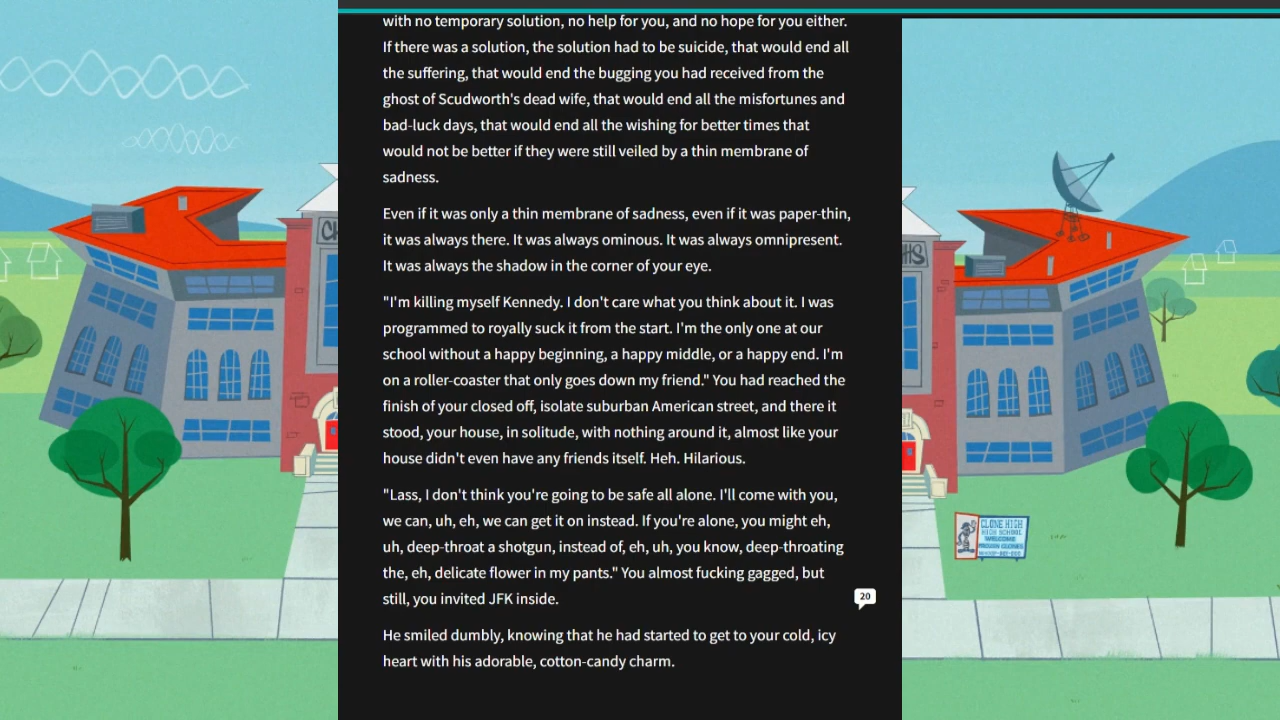 with no temporary solution, no help for you, and no hope for you either.
If there was a solution, the solution had to be suicide, that would end all
the suffering, that would end the bugging you had received from the
ghost of Scudworth's dead wife, that would end all the misfortunes and
bad-luck days, that would end all the wishing for better times that
would not be better if they were still veiled by a thin membrane of
sadness.
Even if it was only a thin membrane of sadness, even if it was paper-thin,
it was always there. It was always ominous. It was always omnipresent.
It was always the shadow in the corner of your eye.
"I'm killing myself Kennedy. I don't care what you think about it. I was
programmed to royally suck it from the start. I'm the only one at our
school without a happy beginning, a happy middle, or a happy end. I'm
on a roller-coaster that only goes down my friend." You had reached the
finish of your closed off, isolate suburban American street, and there it
stood, your house, in solitude, with nothing around it, almost like your
house didn't even have any friends itself. Heh. Hilarious.
"Lass, I don't think you're going to be safe all alone. I'll come with you,
we can, uh, eh, we can get it on instead. If you're alone, you might eh,
uh, deep-throat a shotgun, instead of, eh, uh, you know, deep-throating
the, eh, delicate flower in my pants." You almost fucking gagged, but
still, you invited JFK inside.
20
He smiled dumbly, knowing that he had started to get to your cold, icy
heart with his adorable, cotton-candy charm.
CLONE HIGH
HIGH SCHOOL
WELCOME